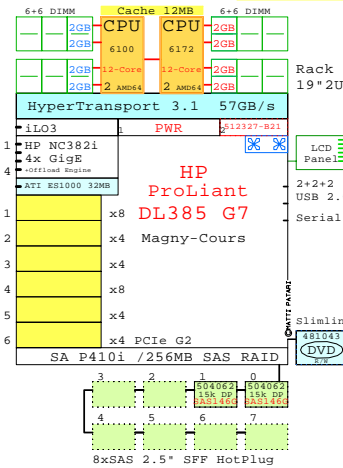 6+6 DIMM Cache 12MB 6+6 DIMM
2GB CPU CPU 2GB
2GB 6100 6172 2GB
2GB 12-Core 12-Core 2GB
2GB 2 AMD64 2 AMD64 2GB
Rack
19"2U
HyperTransport 3.1 57GB/s
iLO3 1 PWR 2 512327-B21
1 HP NC382i
4x GigE
4 +Offload Engine
ATI ES1000 32MB
LCD
Panel
HP
ProLiant
DL385 G7
Magny-Cours
2+2+2
USB 2.
Serial
1 x8
2 x4
3 x4
4 x8
5 x4
6 x4 PCIe G2
MATTI PATARI
Slimlin
481043
DVD
R/W
SA P410i /256MB SAS RAID
3 2 1 0
504062 504062
15k DP 15k DP
SAS146G SAS146G
4 5 6 7
8xSAS 2.5" SFF HotPlug